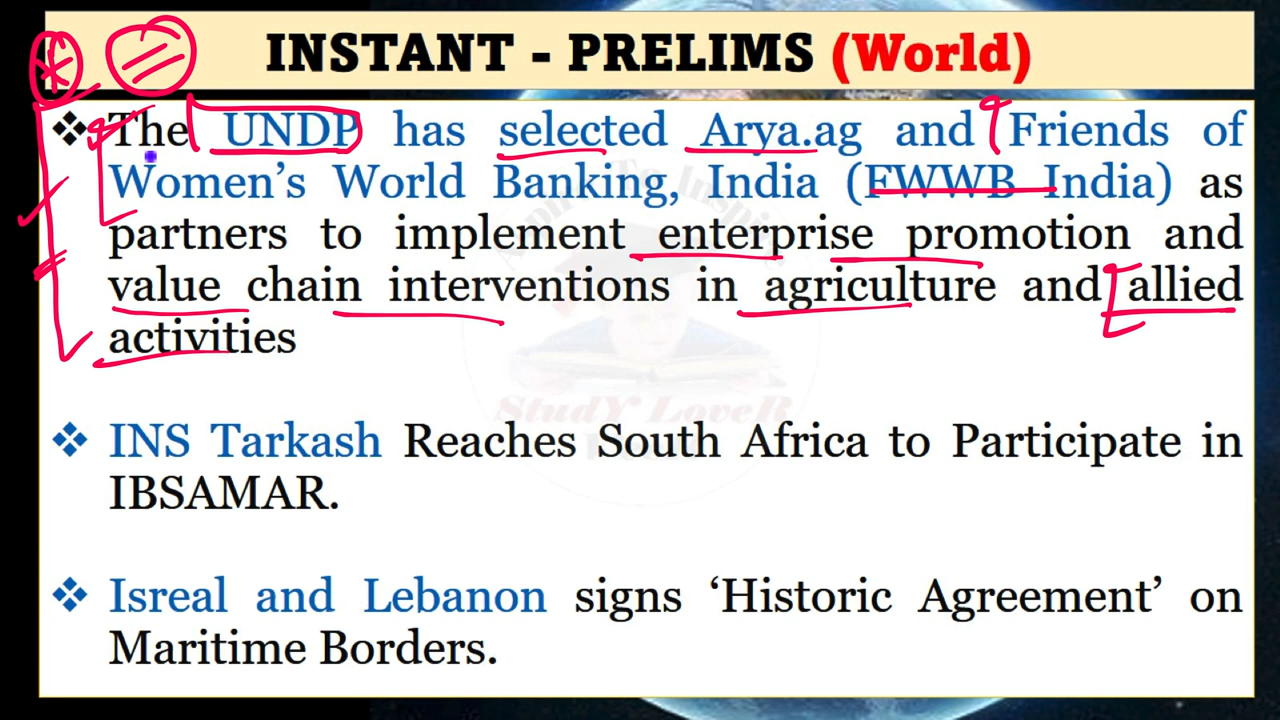 INSTANT - PRELIMS (World)
❖ The UNDP has selected Arya.ag and Friends of
Women's World Banking, India (FWWB India) as
partners to implement enterprise promotion and
value chain interventions in agriculture and allied
activities
❖ INS Tarkash Reaches South Africa to Participate in
IBSAMAR.
❖ Isreal and Lebanon signs 'Historic Agreement' on
Maritime Borders.
StudY LoveR